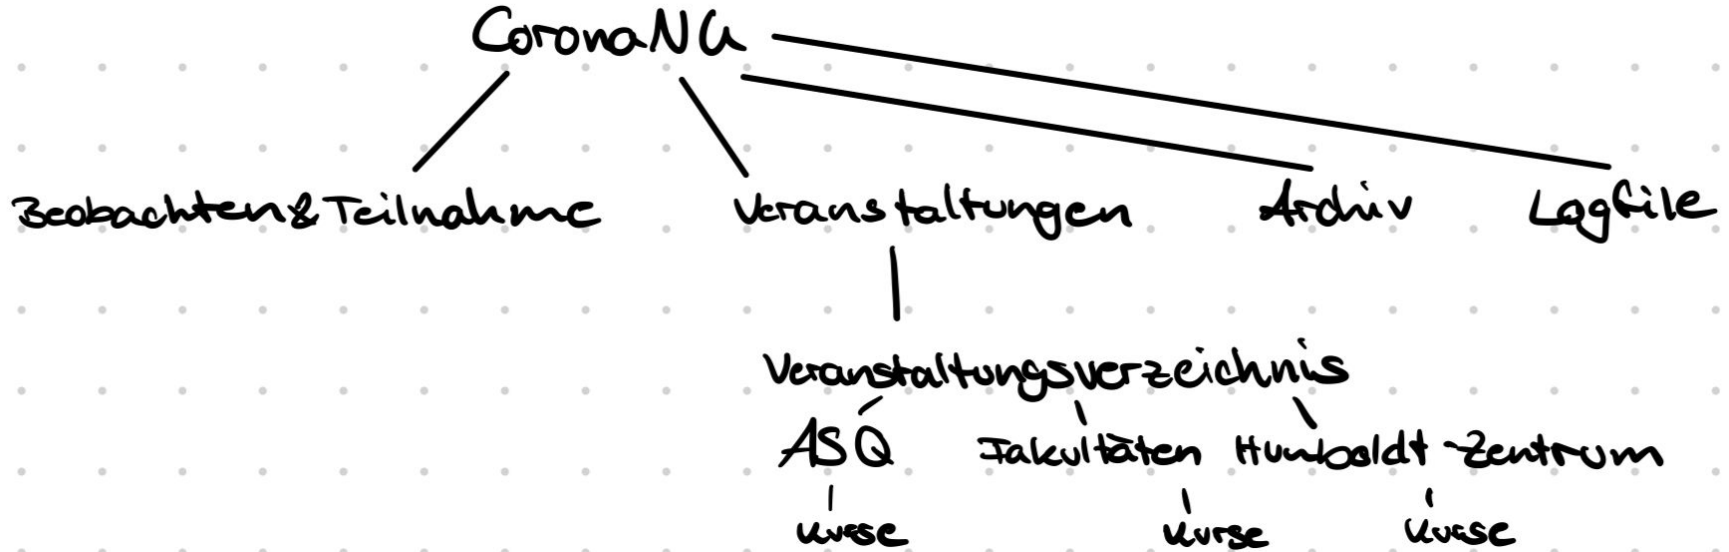 CoronaNG
Beobachten & Teilnahme Veranstaltungen Archiv Logfile
Veranstaltungsverzeichnis
ASQ Fakultäten Humboldt-Zentrum
Kurse Kurse Kurse